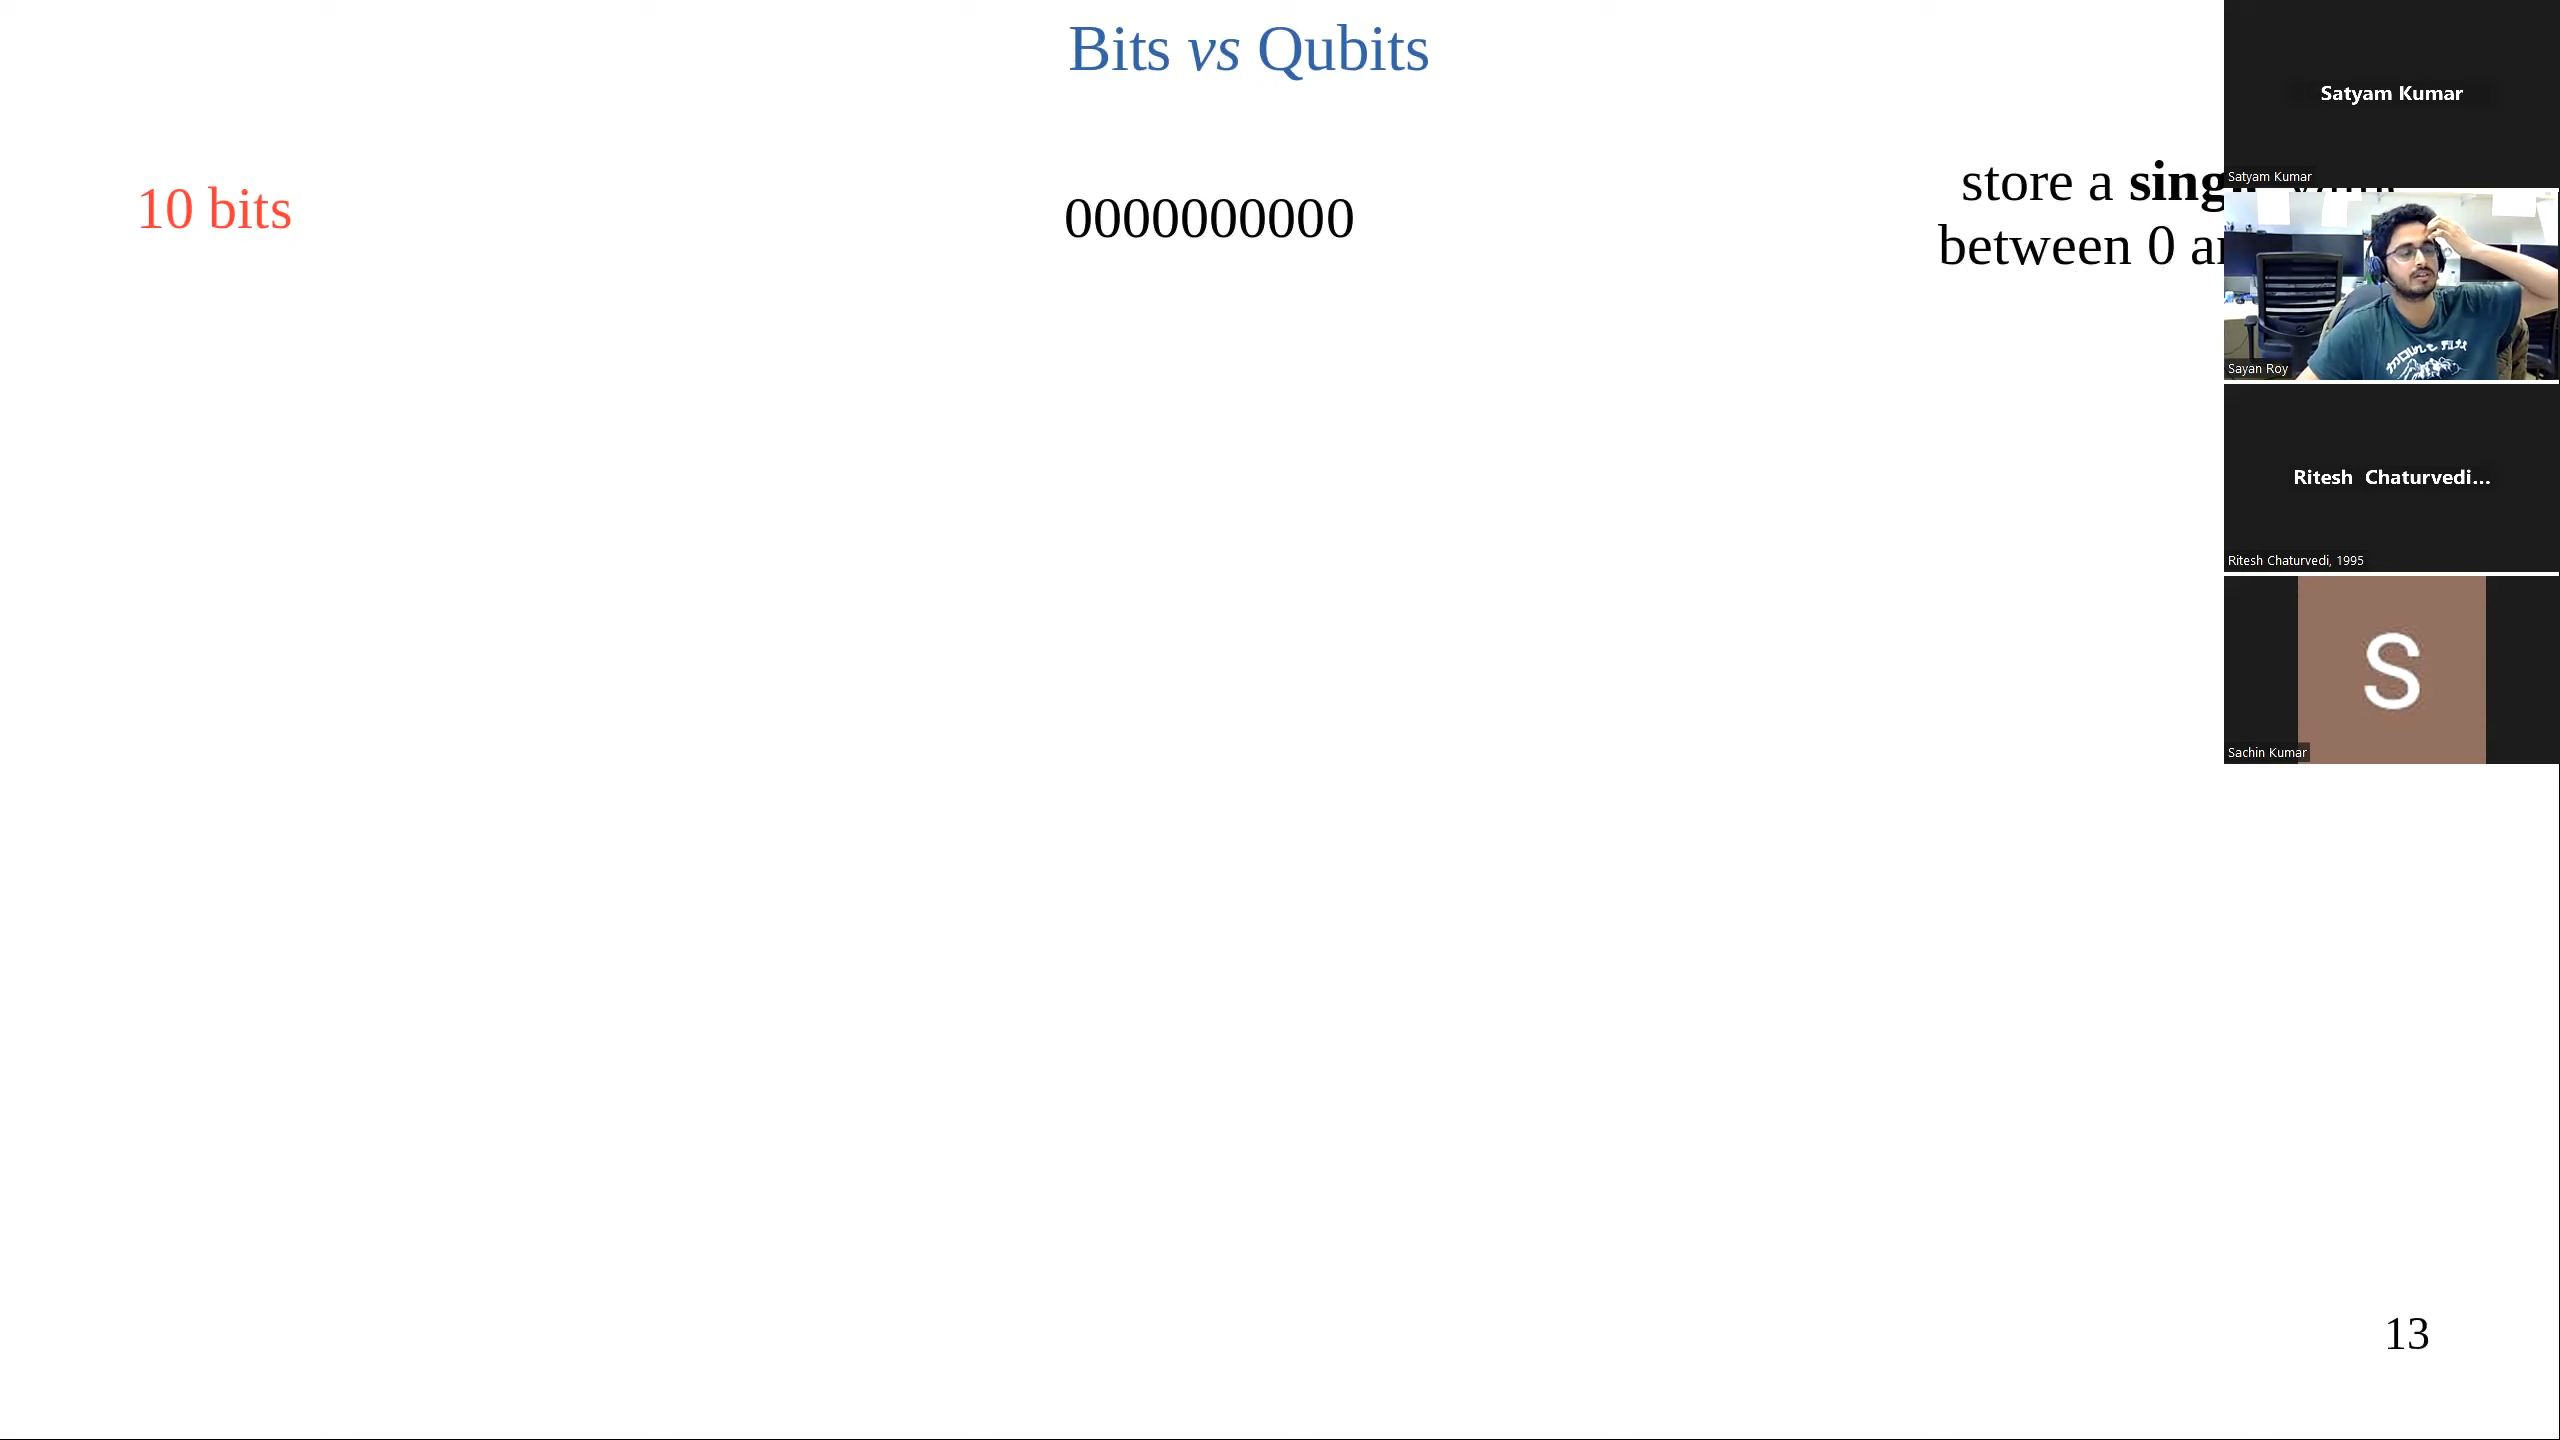 Bits vs Qubits
10 bits
0000000000
store a
between 0
Satyam Kumar
Satyam Kumar
Sayan Roy
Ritesh Chaturvedi...
Ritesh Chaturvedi, 1995
S
Sachin Kumar
13